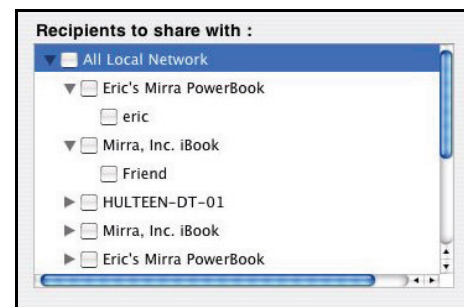 Recipients to share with :
All Local Network
Eric's Mirra PowerBook
eric
Mirra, Inc. iBook
Friend
HULTEEN-DT-01
Mirra, Inc. iBook
Eric's Mirra PowerBook